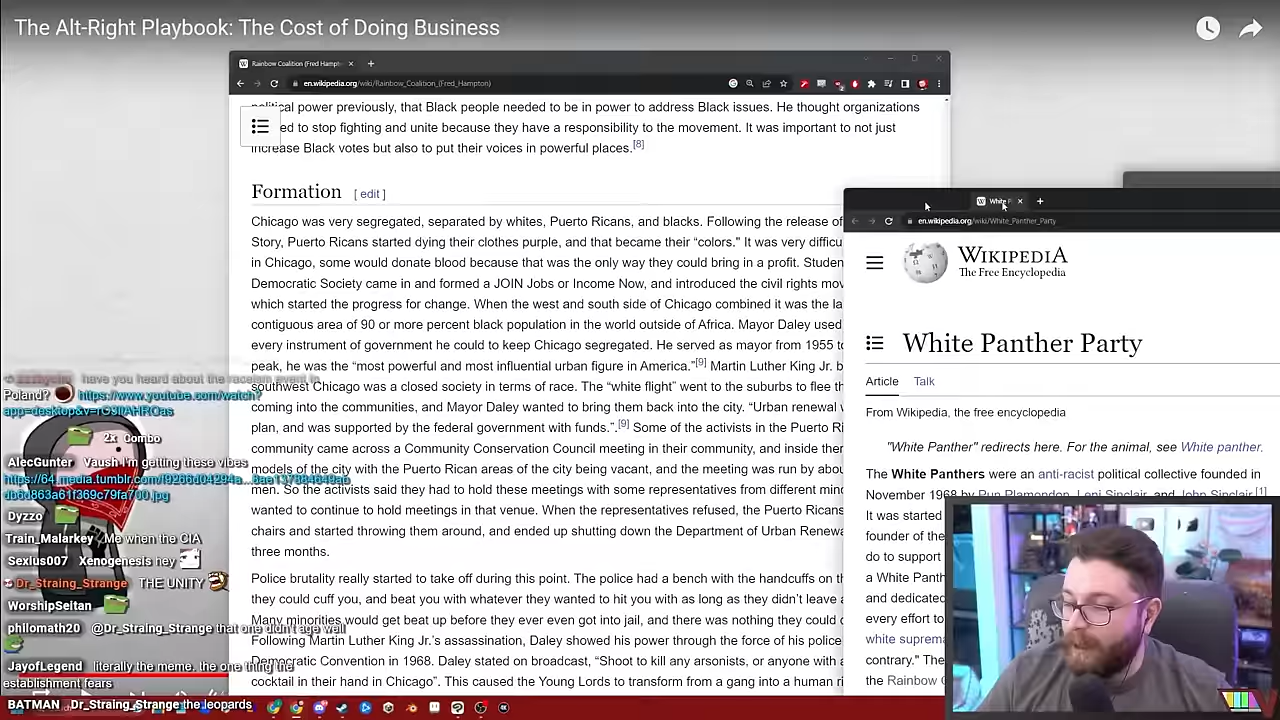 The Alt-Right Playbook: The Cost of Doing Business
Rainbow Coalition (Fred Hampt
en.wikipedia.org/wiki/Rainbow_Coalition_(Fred_Hampton)
political power previously, that Black people needed to be in power to address Black issues. He thought organizations
ed to stop fighting and unite because they have a responsibility to the movement. It was important to not just
increase Black votes but also to put their voices in powerful places.[8]
Formation [ edit ]
Chicago was very segregated, separated by whites, Puerto Ricans, and blacks. Following the release of
Story, Puerto Ricans started dying their clothes purple, and that became their “colors.” It was very difficu
in Chicago, some would donate blood because that was the only way they could bring in a profit. Studen
Democratic Society came in and formed a JOIN Jobs or Income Now, and introduced the civil rights mov
which started the progress for change. When the west and south side of Chicago combined it was the la
contiguous area of 90 or more percent black population in the world outside of Africa. Mayor Daley used
every instrument of government he could to keep Chicago segregated. He served as mayor from 1955 to
peak, he was the “most powerful and most influential urban figure in America.”[9] Martin Luther King Jr. b
southwest Chicago was a closed society in terms of race. The “white flight” went to the suburbs to flee th
coming into the communities, and Mayor Daley wanted to bring them back into the city. “Urban renewal w
plan, and was supported by the federal government with funds.”.[9] Some of the activists in the Puerto Ri
community came across a Community Conservation Council meeting in their community, and inside ther
models of the city with the Puerto Rican areas of the city being vacant, and the meeting was run by abou
men. So the activists said they had to hold these meetings with some representatives from different mino
wanted to continue to hold meetings in that venue. When the representatives refused, the Puerto Ricans
chairs and started throwing them around, and ended up shutting down the Department of Urban Renewa
three months.
Police brutality really started to take off during this point. The police had a bench with the handcuffs on th
they could cuff you, and beat you with whatever they wanted to hit you with as long as they didn’t leave a
Many minorities would get beat up before they ever even got into jail, and there was nothing they could d
Following Martin Luther King Jr.’s assassination, Daley showed his power through the force of his police
Democratic Convention in 1968. Daley stated on broadcast, “Shoot to kill any arsonists, or anyone with a
cocktail in their hand in Chicago”. This caused the Young Lords to transform from a gang into a human ri
White P
en.wikipedia.org/wiki/White_Panther_Party
WIKIPEDIA
The Free Encyclopedia
White Panther Party
Article Talk
From Wikipedia, the free encyclopedia
"White Panther" redirects here. For the animal, see White panther.
The White Panthers were an anti-racist political collective founded in
November 1968 by Pun Plamondon, Leni Sinclair, and John Sinclair.[1]
It was started
founder of the
do to support
a White Panth
and dedicated
every effort to
white suprema
contrary." The
the Rainbow C
have you heard about the raceism event in
Poland? https://www.youtube.com/watch?
2x Combo
AlecGunter Vaush I'm getting these vibes
Dyzzo
Train_Malarkey Me when the CIA
Sexius007 Xenogenesis hey
Dr_Straing_Strange THE UNITY
WorshipSeitan
philomath20 @Dr_Straing_Strange that one didn't age well
JayofLegend literally the meme. the one thing the
establishment fears
BATMAN Dr_Straing_Strange the leopards